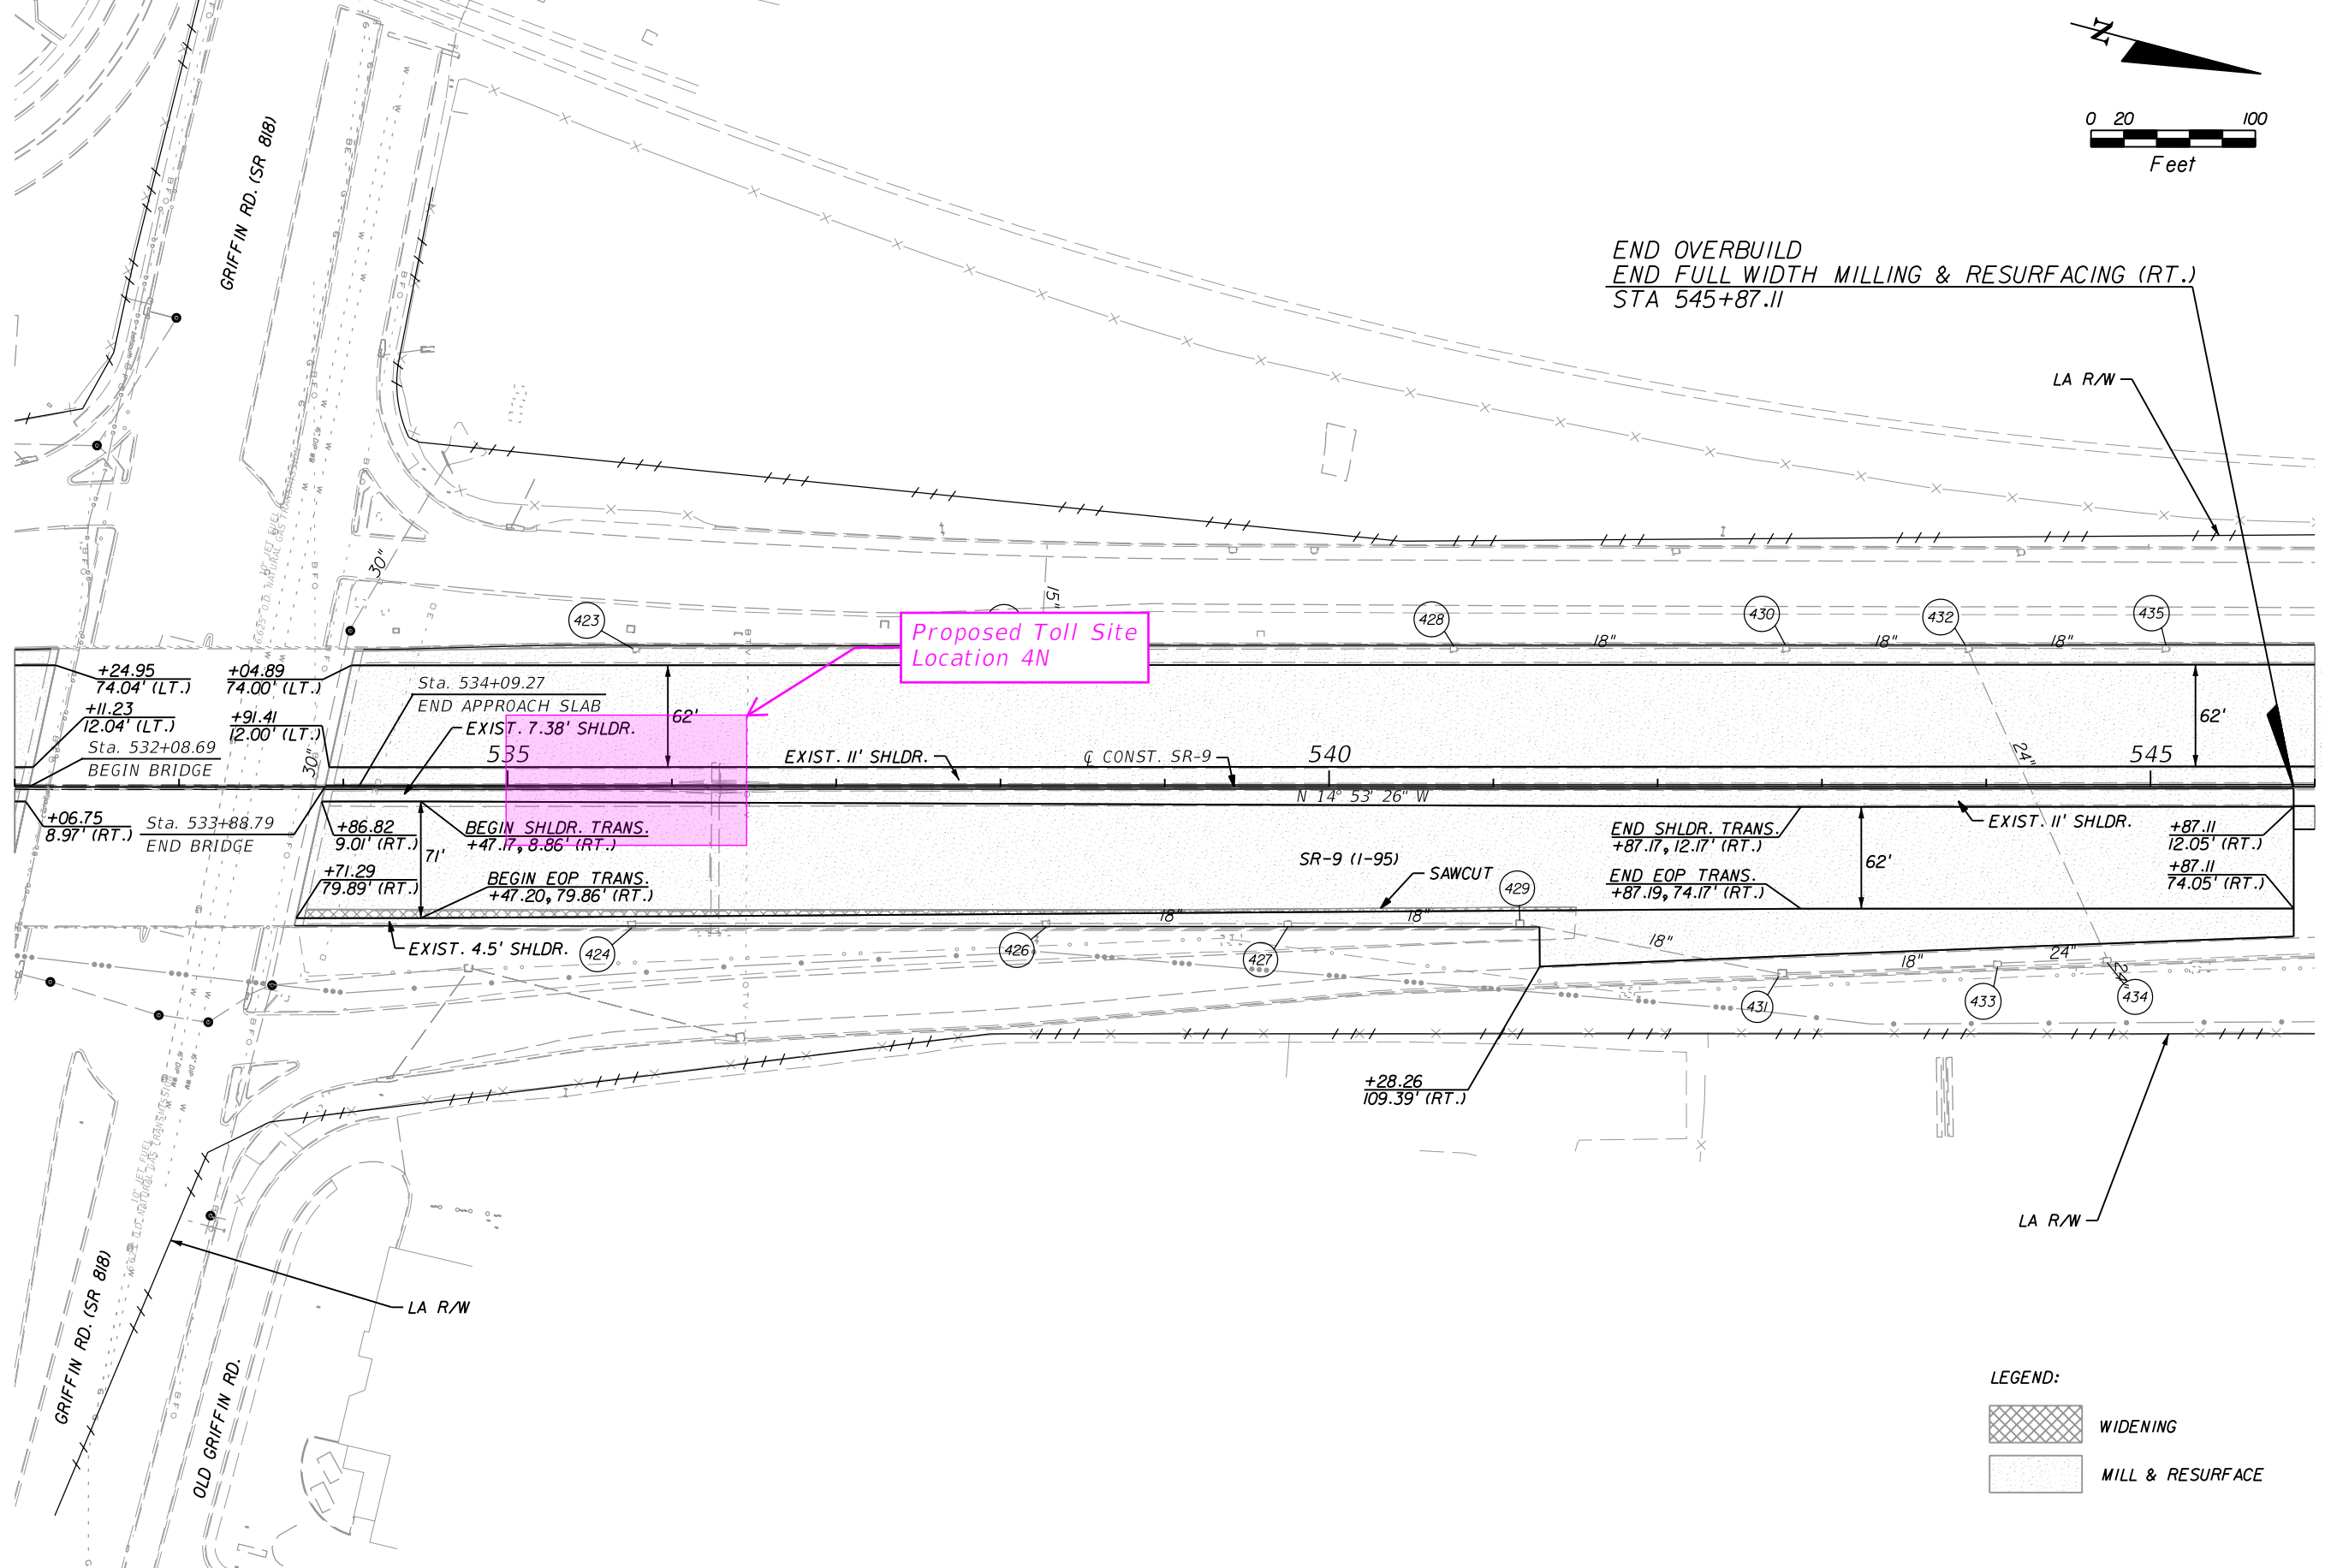 N
0 20 100
Feet
GRIFFIN RD. (SR 818)
END OVERBUILD
END FULL WIDTH MILLING & RESURFACING (RT.)
STA 545+87.11
LA R/W
30"
15"
423
428
430
432
435
18"
18"
18"
Proposed Toll Site
Location 4N
+24.95
74.04' (LT.)
+04.89
74.00' (LT.)
Sta. 534+09.27
END APPROACH SLAB
+11.23
12.04' (LT.)
+91.41
12.00' (LT.)
EXIST. 7.38' SHLDR.
62'
62'
Sta. 532+08.69
BEGIN BRIDGE
30"
535
EXIST. 11' SHLDR.
℄ CONST. SR-9
540
24"
545
N 14° 53' 26" W
+06.75
8.97' (RT.)
Sta. 533+88.79
END BRIDGE
+86.82
9.01' (RT.)
71'
BEGIN SHLDR. TRANS.
+47.17, 8.86' (RT.)
END SHLDR. TRANS.
+87.17, 12.17' (RT.)
EXIST. 11' SHLDR.
+87.11
12.05' (RT.)
SR-9 (I-95)
62'
+71.29
79.89' (RT.)
BEGIN EOP TRANS.
+47.20, 79.86' (RT.)
SAWCUT
429
END EOP TRANS.
+87.19, 74.17' (RT.)
+87.11
74.05' (RT.)
18"
18"
EXIST. 4.5' SHLDR.
424
426
427
18"
18"
24"
24"
431
433
434
+28.26
109.39' (RT.)
LA R/W
LA R/W
GRIFFIN RD. (SR 818)
OLD GRIFFIN RD.
10" JET FUEL
6.625" O.D. NATURAL GAS TRANSMISSION
LEGEND:
WIDENING
MILL & RESURFACE